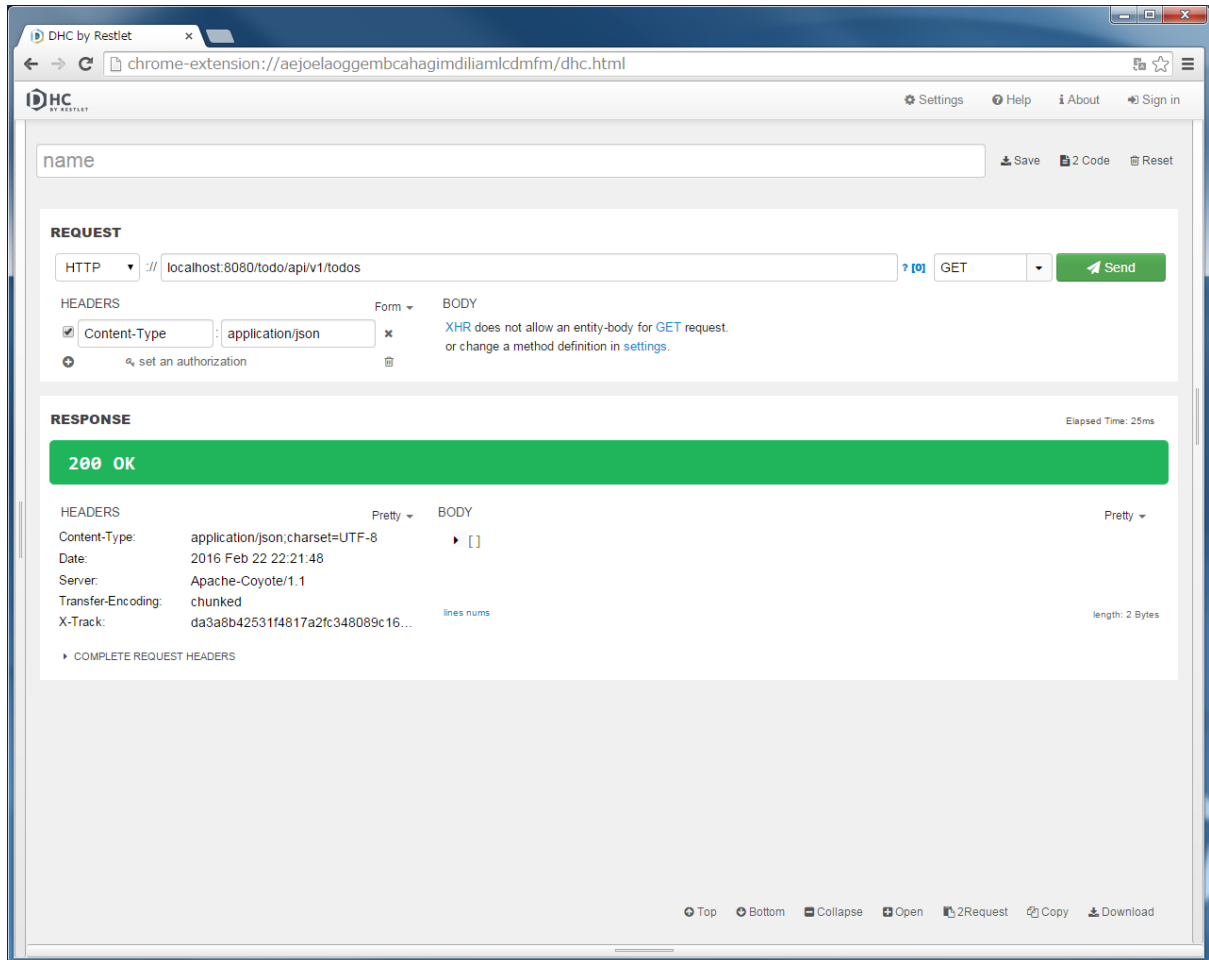 DHC by Restlet
chrome-extension://aejoelaoggembcahagimdiliamlcdmfm/dhc.html
DHC BY RESTLET Settings Help About Sign in
name Save 2 Code Reset
REQUEST
HTTP :// localhost:8080/todo/api/v1/todos ? [0] GET Send
HEADERS Form BODY
Content-Type : application/json XHR does not allow an entity-body for GET request.
or change a method definition in settings.
set an authorization
RESPONSE Elapsed Time: 25ms
200 OK
HEADERS Pretty BODY Pretty
Content-Type: application/json;charset=UTF-8 []
Date: 2016 Feb 22 22:21:48
Server: Apache-Coyote/1.1
Transfer-Encoding: chunked lines nums length: 2 Bytes
X-Track: da3a8b42531f4817a2fc348089c16...
COMPLETE REQUEST HEADERS
Top Bottom Collapse Open 2Request Copy Download